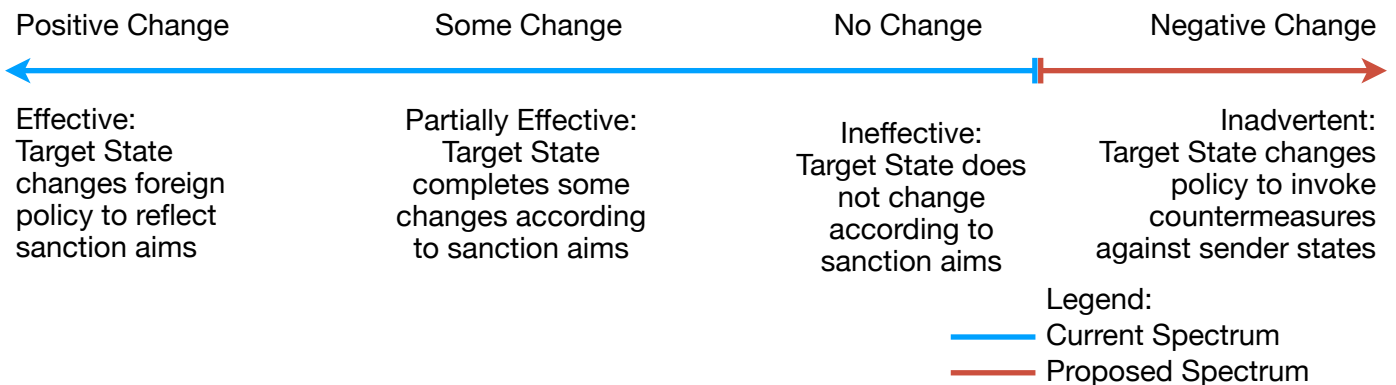 Positive Change
Some Change
No Change
Negative Change
Effective:
Target State
changes foreign
policy to reflect
sanction aims
Partially Effective:
Target State
completes some
changes according
to sanction aims
Ineffective:
Target State does
not change
according to
sanction aims
Inadvertent:
Target State changes
policy to invoke
countermeasures
against sender states
Legend:
Current Spectrum
Proposed Spectrum